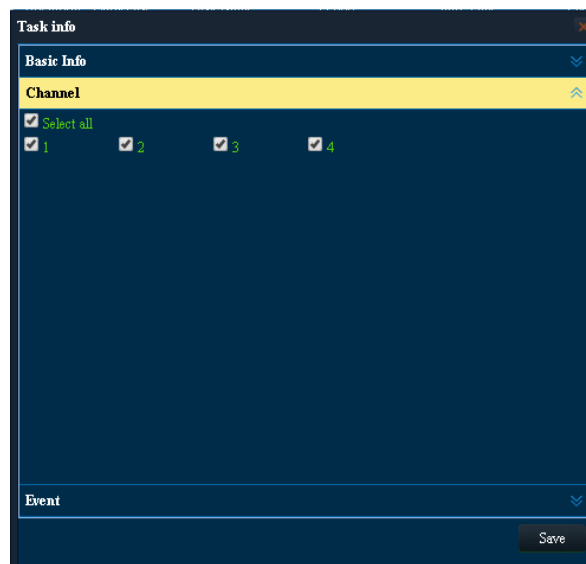 Task info
Basic Info
Channel
Select all
1 2 3 4
Event
Save